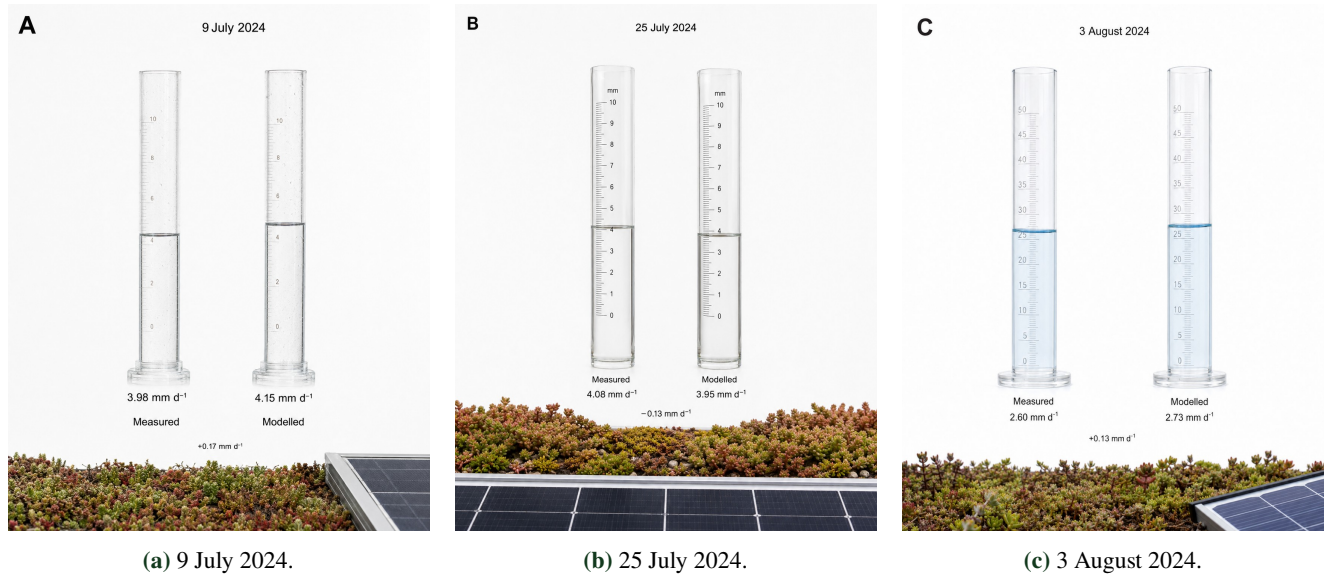 A
9 July 2024
10
8
6
4
2
0
10
8
6
4
2
0
3.98 mm d⁻¹
4.15 mm d⁻¹
Measured
Modelled
+0.17 mm d⁻¹
(a) 9 July 2024.
B
25 July 2024
mm
10
9
8
7
6
5
4
3
2
1
0
mm
10
9
8
7
6
5
4
3
2
1
0
Measured
Modelled
4.08 mm d⁻¹
3.95 mm d⁻¹
−0.13 mm d⁻¹
(b) 25 July 2024.
C
3 August 2024
50
45
40
35
30
25
20
15
10
5
0
50
45
40
35
30
25
20
15
10
5
0
Measured
Modelled
2.60 mm d⁻¹
2.73 mm d⁻¹
+0.13 mm d⁻¹
(c) 3 August 2024.